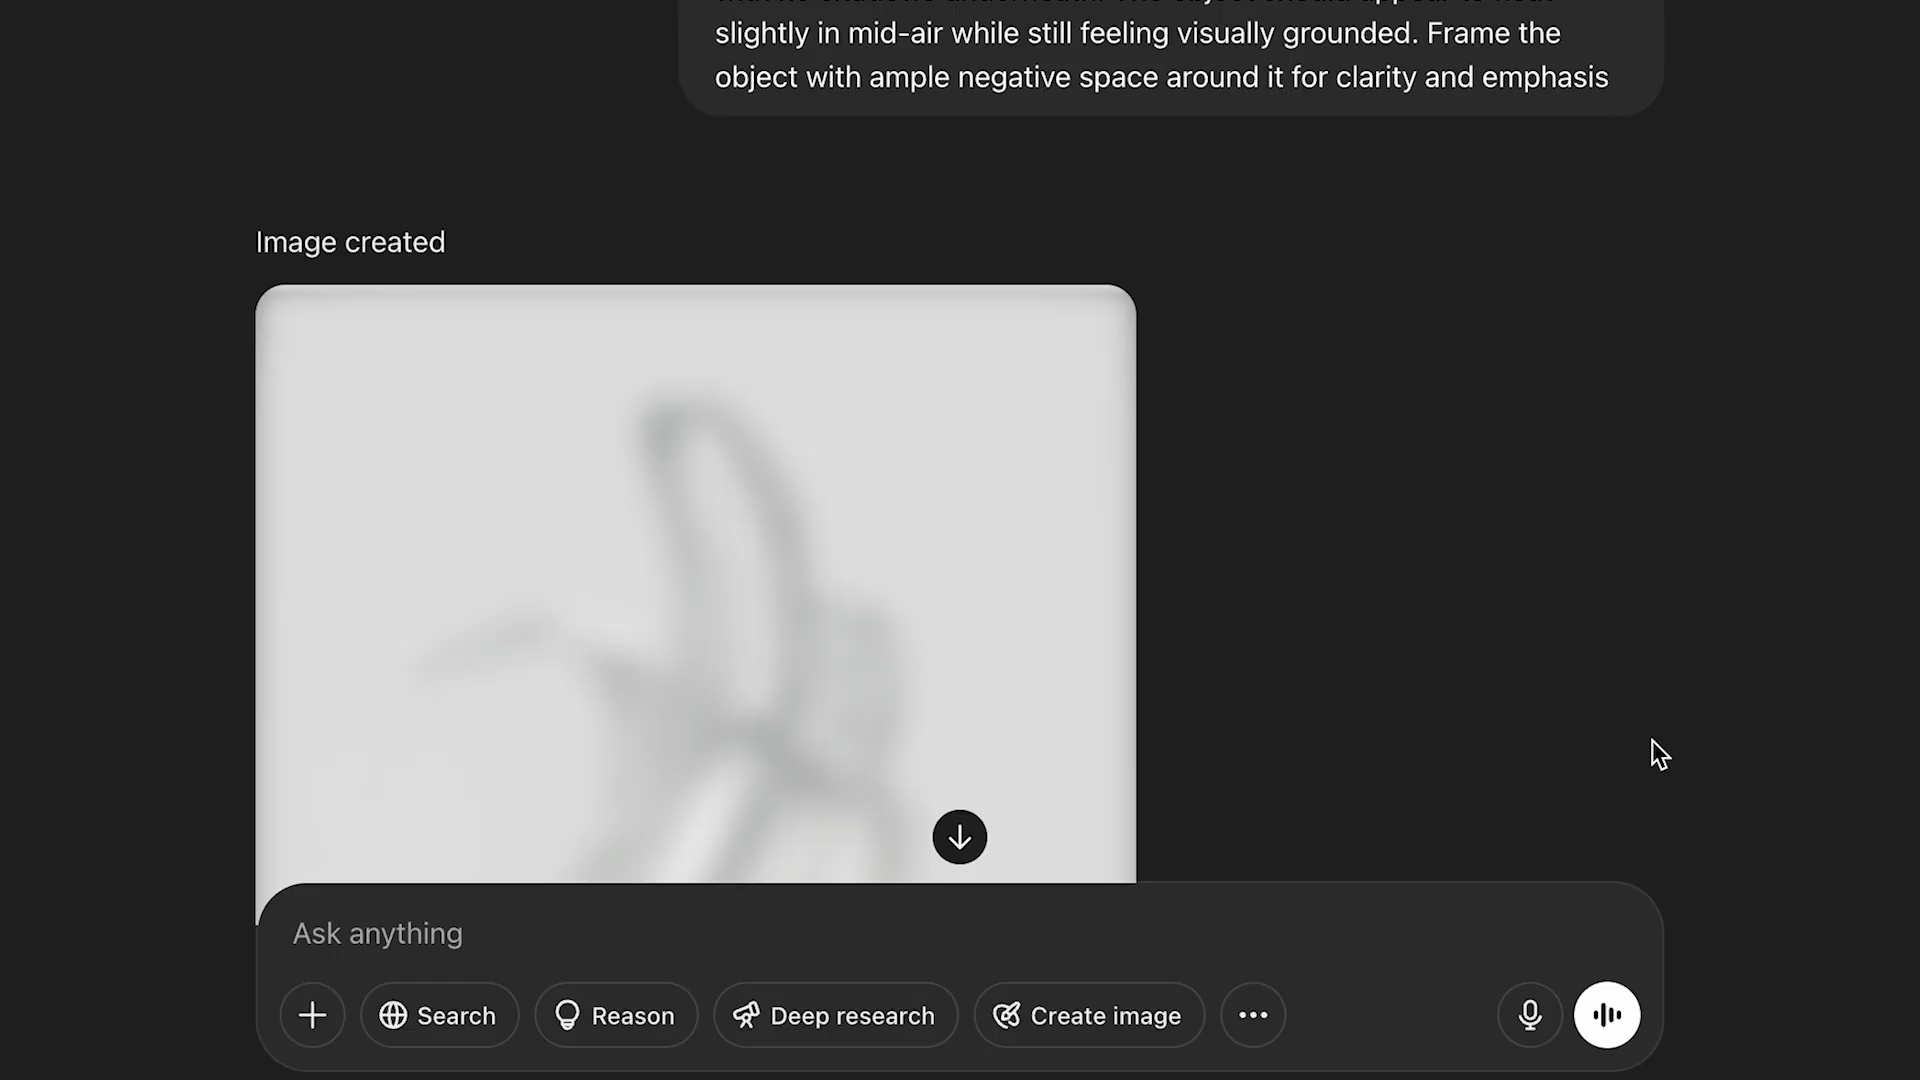 slightly in mid-air while still feeling visually grounded. Frame the
object with ample negative space around it for clarity and emphasis
Image created
Ask anything
Search
Reason
Deep research
Create image